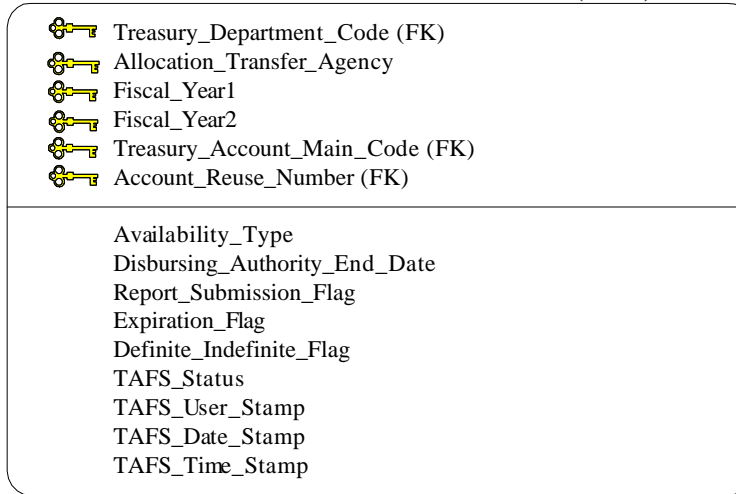 Treasury_Department_Code (FK)
Allocation_Transfer_Agency
Fiscal_Year1
Fiscal_Year2
Treasury_Account_Main_Code (FK)
Account_Reuse_Number (FK)
Availability_Type
Disbursing_Authority_End_Date
Report_Submission_Flag
Expiration_Flag
Definite_Indefinite_Flag
TAFS_Status
TAFS_User_Stamp
TAFS_Date_Stamp
TAFS_Time_Stamp